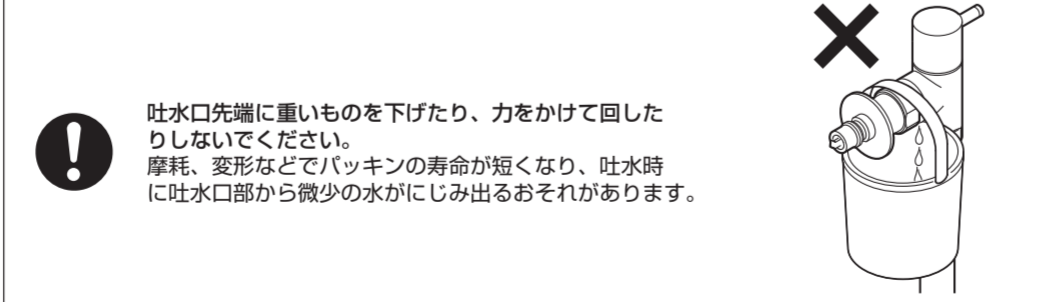 吐水口先端に重いものを下げたり、力をかけて回した
りしないでください。
摩耗、変形などでパッキンの寿命が短くなり、吐水時
に吐水口部から微少の水がにじみ出るおそれがあります。